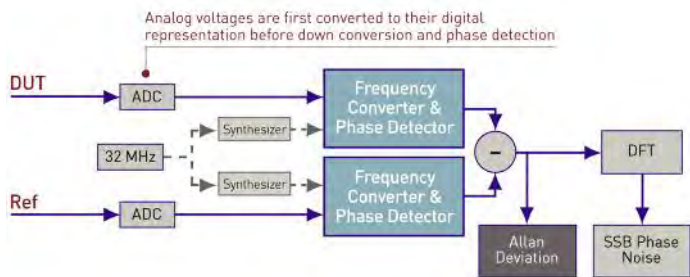 Analog voltages are first converted to their digital
representation before down conversion and phase detection
DUT
ADC
Frequency
Converter &
Phase Detector
Synthesizer
32 MHz
–
DFT
Synthesizer
Ref
ADC
Frequency
Converter &
Phase Detector
Allan
Deviation
SSB Phase
Noise